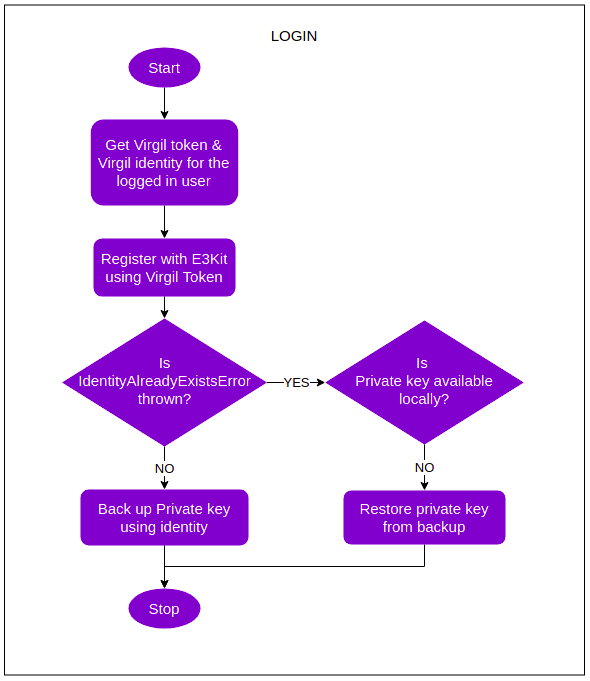 LOGIN
Start
Get Virgil token &
Virgil identity for the
logged in user
Register with E3Kit
using Virgil Token
Is
IdentityAlreadyExistsError
thrown?
YES
Is
Private key available
locally?
NO
NO
Back up Private key
using identity
Restore private key
from backup
Stop